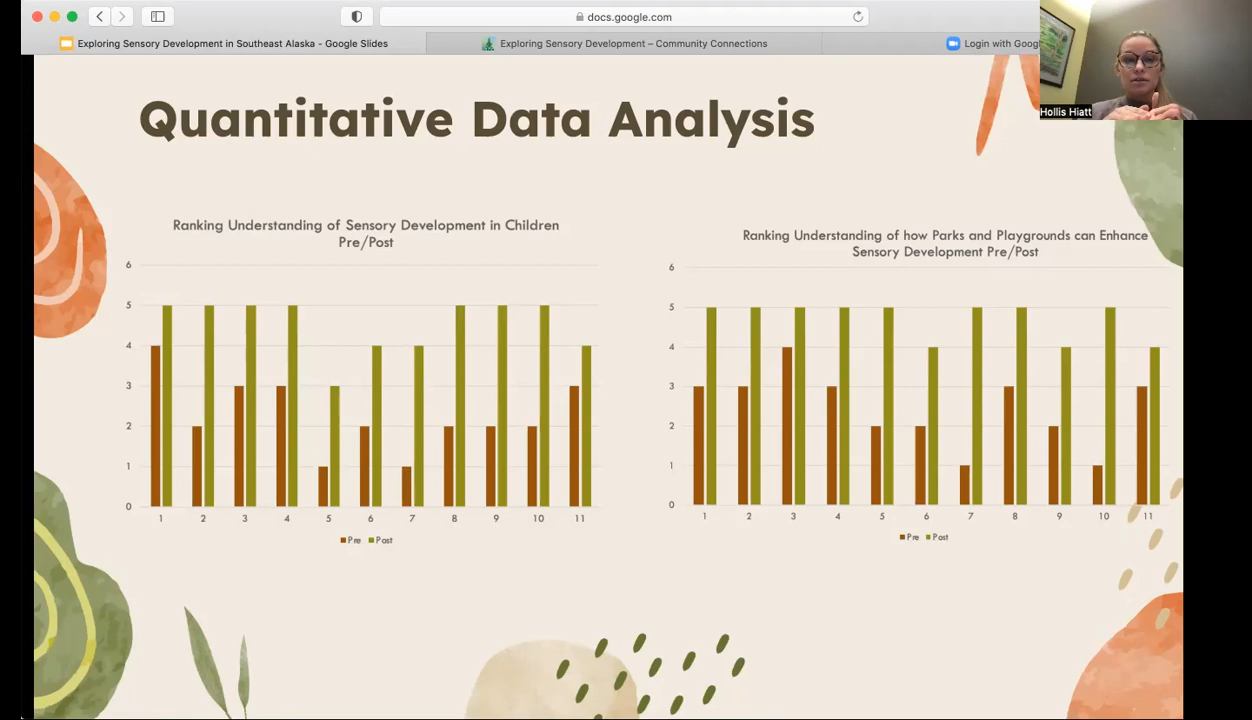 docs.google.com
Exploring Sensory Development in Southeast Alaska - Google Slides
Exploring Sensory Development – Community Connections
Login with Goog
Hollis Hiatt
Quantitative Data Analysis
Ranking Understanding of Sensory Development in Children
Pre/Post
6
5
4
3
2
1
0
1 2 3 4 5 6 7 8 9 10 11
Pre Post
Ranking Understanding of how Parks and Playgrounds can Enhance
Sensory Development Pre/Post
6
5
4
3
2
1
0
1 2 3 4 5 6 7 8 9 10 11
Pre Post